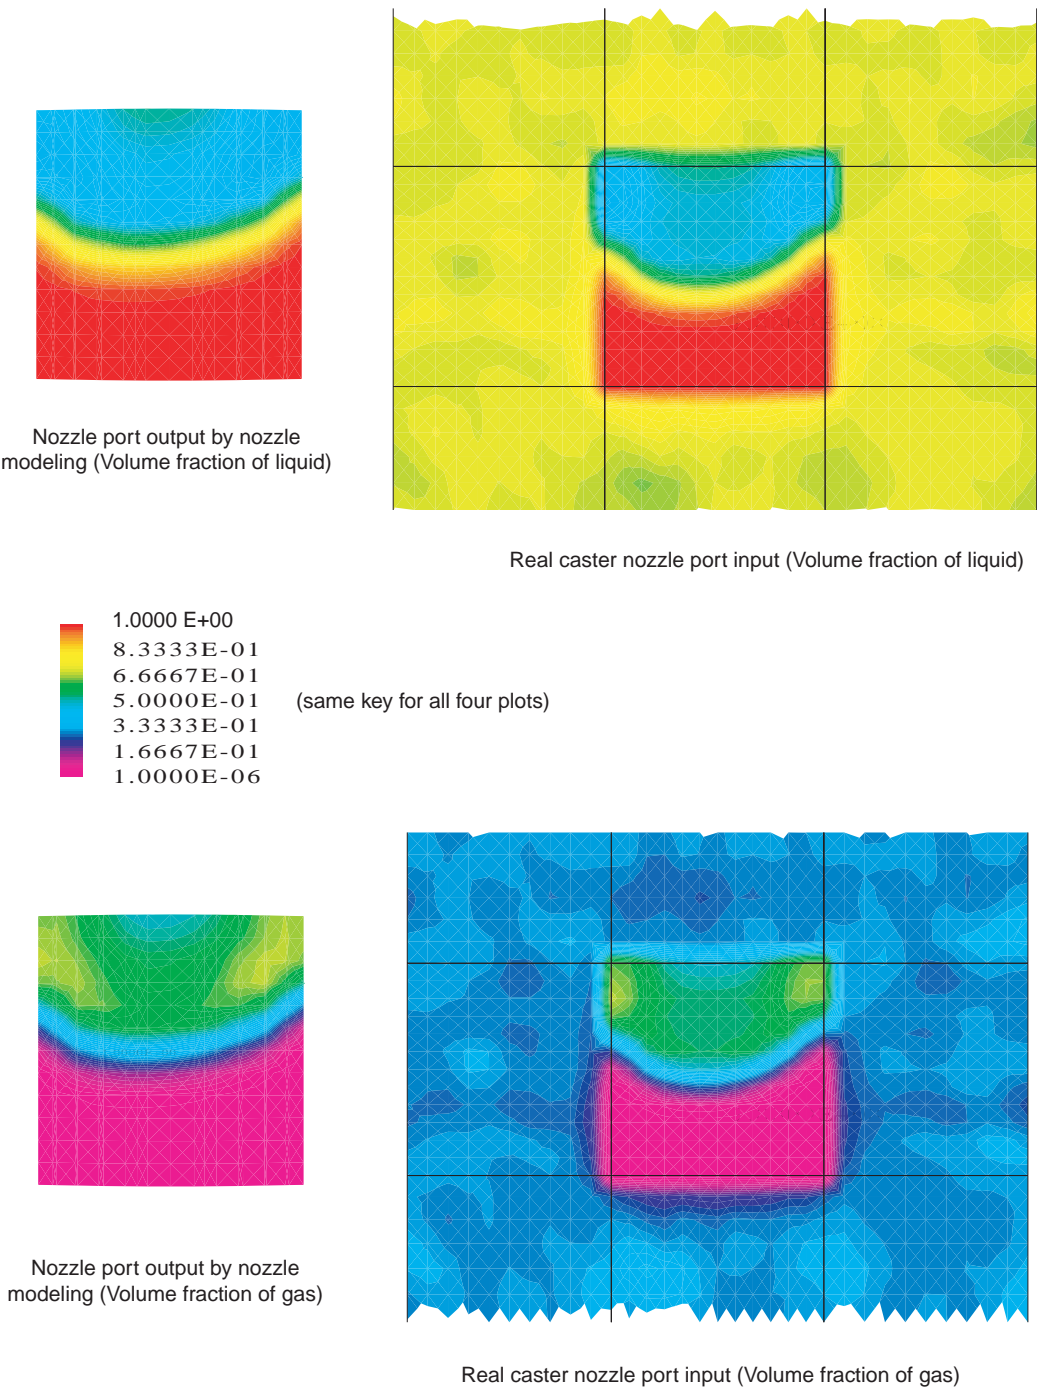 Nozzle port output by nozzle
modeling (Volume fraction of liquid)
Real caster nozzle port input (Volume fraction of liquid)
1.0000 E+00
8.3333E-01
6.6667E-01
5.0000E-01
3.3333E-01
1.6667E-01
1.0000E-06
(same key for all four plots)
Nozzle port output by nozzle
modeling (Volume fraction of gas)
Real caster nozzle port input (Volume fraction of gas)